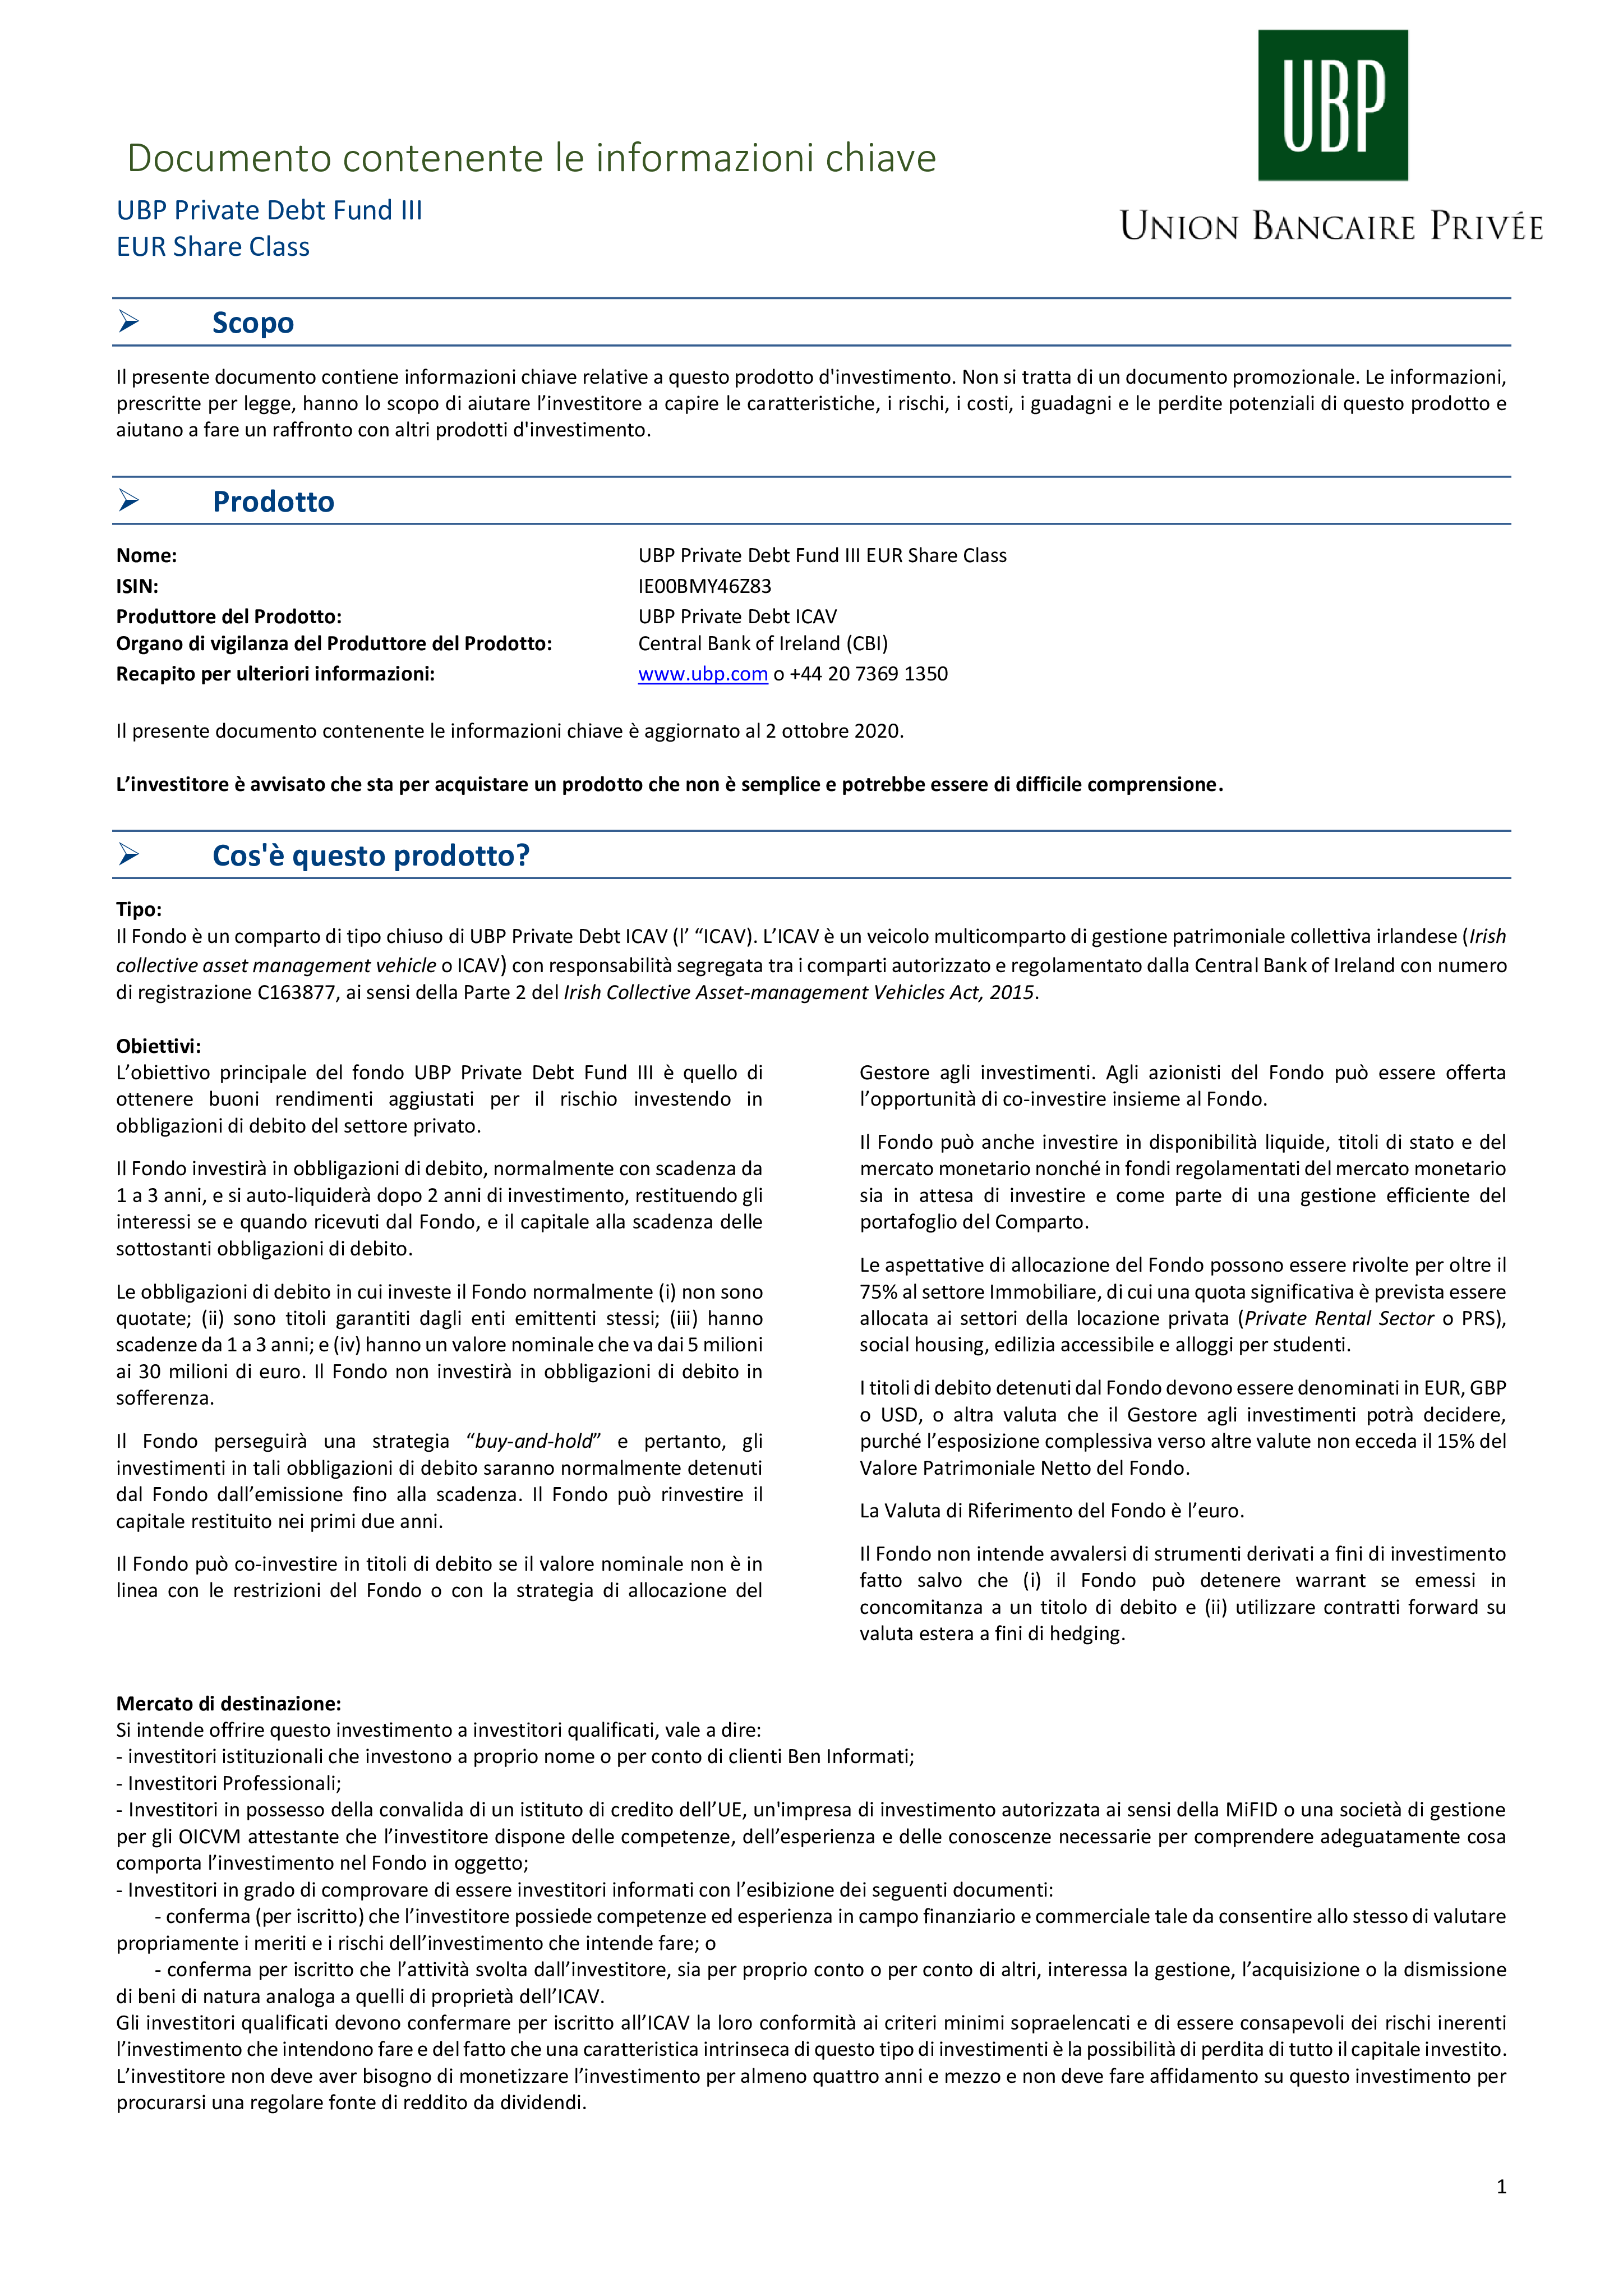 UBP
UNION BANCAIRE PRIVÉE
Documento contenente le informazioni chiave
UBP Private Debt Fund III
EUR Share Class
Scopo
Il presente documento contiene informazioni chiave relative a questo prodotto d'investimento. Non si tratta di un documento promozionale. Le informazioni,
prescritte per legge, hanno lo scopo di aiutare l’investitore a capire le caratteristiche, i rischi, i costi, i guadagni e le perdite potenziali di questo prodotto e
aiutano a fare un raffronto con altri prodotti d'investimento.
Prodotto
Nome: UBP Private Debt Fund III EUR Share Class
ISIN: IE00BMY46Z83
Produttore del Prodotto: UBP Private Debt ICAV
Organo di vigilanza del Produttore del Prodotto: Central Bank of Ireland (CBI)
Recapito per ulteriori informazioni: www.ubp.com o +44 20 7369 1350
Il presente documento contenente le informazioni chiave è aggiornato al 2 ottobre 2020.
L’investitore è avvisato che sta per acquistare un prodotto che non è semplice e potrebbe essere di difficile comprensione.
Cos'è questo prodotto?
Tipo:
Il Fondo è un comparto di tipo chiuso di UBP Private Debt ICAV (l’ “ICAV). L’ICAV è un veicolo multicomparto di gestione patrimoniale collettiva irlandese (Irish
collective asset management vehicle o ICAV) con responsabilità segregata tra i comparti autorizzato e regolamentato dalla Central Bank of Ireland con numero
di registrazione C163877, ai sensi della Parte 2 del Irish Collective Asset-management Vehicles Act, 2015.
Obiettivi:
L’obiettivo principale del fondo UBP Private Debt Fund III è quello di
ottenere buoni rendimenti aggiustati per il rischio investendo in
obbligazioni di debito del settore privato.
Il Fondo investirà in obbligazioni di debito, normalmente con scadenza da
1 a 3 anni, e si auto-liquiderà dopo 2 anni di investimento, restituendo gli
interessi se e quando ricevuti dal Fondo, e il capitale alla scadenza delle
sottostanti obbligazioni di debito.
Le obbligazioni di debito in cui investe il Fondo normalmente (i) non sono
quotate; (ii) sono titoli garantiti dagli enti emittenti stessi; (iii) hanno
scadenze da 1 a 3 anni; e (iv) hanno un valore nominale che va dai 5 milioni
ai 30 milioni di euro. Il Fondo non investirà in obbligazioni di debito in
sofferenza.
Il Fondo perseguirà una strategia “buy-and-hold” e pertanto, gli
investimenti in tali obbligazioni di debito saranno normalmente detenuti
dal Fondo dall’emissione fino alla scadenza. Il Fondo può rinvestire il
capitale restituito nei primi due anni.
Il Fondo può co-investire in titoli di debito se il valore nominale non è in
linea con le restrizioni del Fondo o con la strategia di allocazione del
Gestore agli investimenti. Agli azionisti del Fondo può essere offerta
l’opportunità di co-investire insieme al Fondo.
Il Fondo può anche investire in disponibilità liquide, titoli di stato e del
mercato monetario nonché in fondi regolamentati del mercato monetario
sia in attesa di investire e come parte di una gestione efficiente del
portafoglio del Comparto.
Le aspettative di allocazione del Fondo possono essere rivolte per oltre il
75% al settore Immobiliare, di cui una quota significativa è prevista essere
allocata ai settori della locazione privata (Private Rental Sector o PRS),
social housing, edilizia accessibile e alloggi per studenti.
I titoli di debito detenuti dal Fondo devono essere denominati in EUR, GBP
o USD, o altra valuta che il Gestore agli investimenti potrà decidere,
purché l’esposizione complessiva verso altre valute non ecceda il 15% del
Valore Patrimoniale Netto del Fondo.
La Valuta di Riferimento del Fondo è l’euro.
Il Fondo non intende avvalersi di strumenti derivati a fini di investimento
fatto salvo che (i) il Fondo può detenere warrant se emessi in
concomitanza a un titolo di debito e (ii) utilizzare contratti forward su
valuta estera a fini di hedging.
Mercato di destinazione:
Si intende offrire questo investimento a investitori qualificati, vale a dire:
- investitori istituzionali che investono a proprio nome o per conto di clienti Ben Informati;
- Investitori Professionali;
- Investitori in possesso della convalida di un istituto di credito dell’UE, un'impresa di investimento autorizzata ai sensi della MiFID o una società di gestione
per gli OICVM attestante che l’investitore dispone delle competenze, dell’esperienza e delle conoscenze necessarie per comprendere adeguatamente cosa
comporta l’investimento nel Fondo in oggetto;
- Investitori in grado di comprovare di essere investitori informati con l’esibizione dei seguenti documenti:
- conferma (per iscritto) che l’investitore possiede competenze ed esperienza in campo finanziario e commerciale tale da consentire allo stesso di valutare
propriamente i meriti e i rischi dell’investimento che intende fare; o
- conferma per iscritto che l’attività svolta dall’investitore, sia per proprio conto o per conto di altri, interessa la gestione, l’acquisizione o la dismissione
di beni di natura analoga a quelli di proprietà dell’ICAV.
Gli investitori qualificati devono confermare per iscritto all’ICAV la loro conformità ai criteri minimi sopraelencati e di essere consapevoli dei rischi inerenti
l’investimento che intendono fare e del fatto che una caratteristica intrinseca di questo tipo di investimenti è la possibilità di perdita di tutto il capitale investito.
L’investitore non deve aver bisogno di monetizzare l’investimento per almeno quattro anni e mezzo e non deve fare affidamento su questo investimento per
procurarsi una regolare fonte di reddito da dividendi.
1